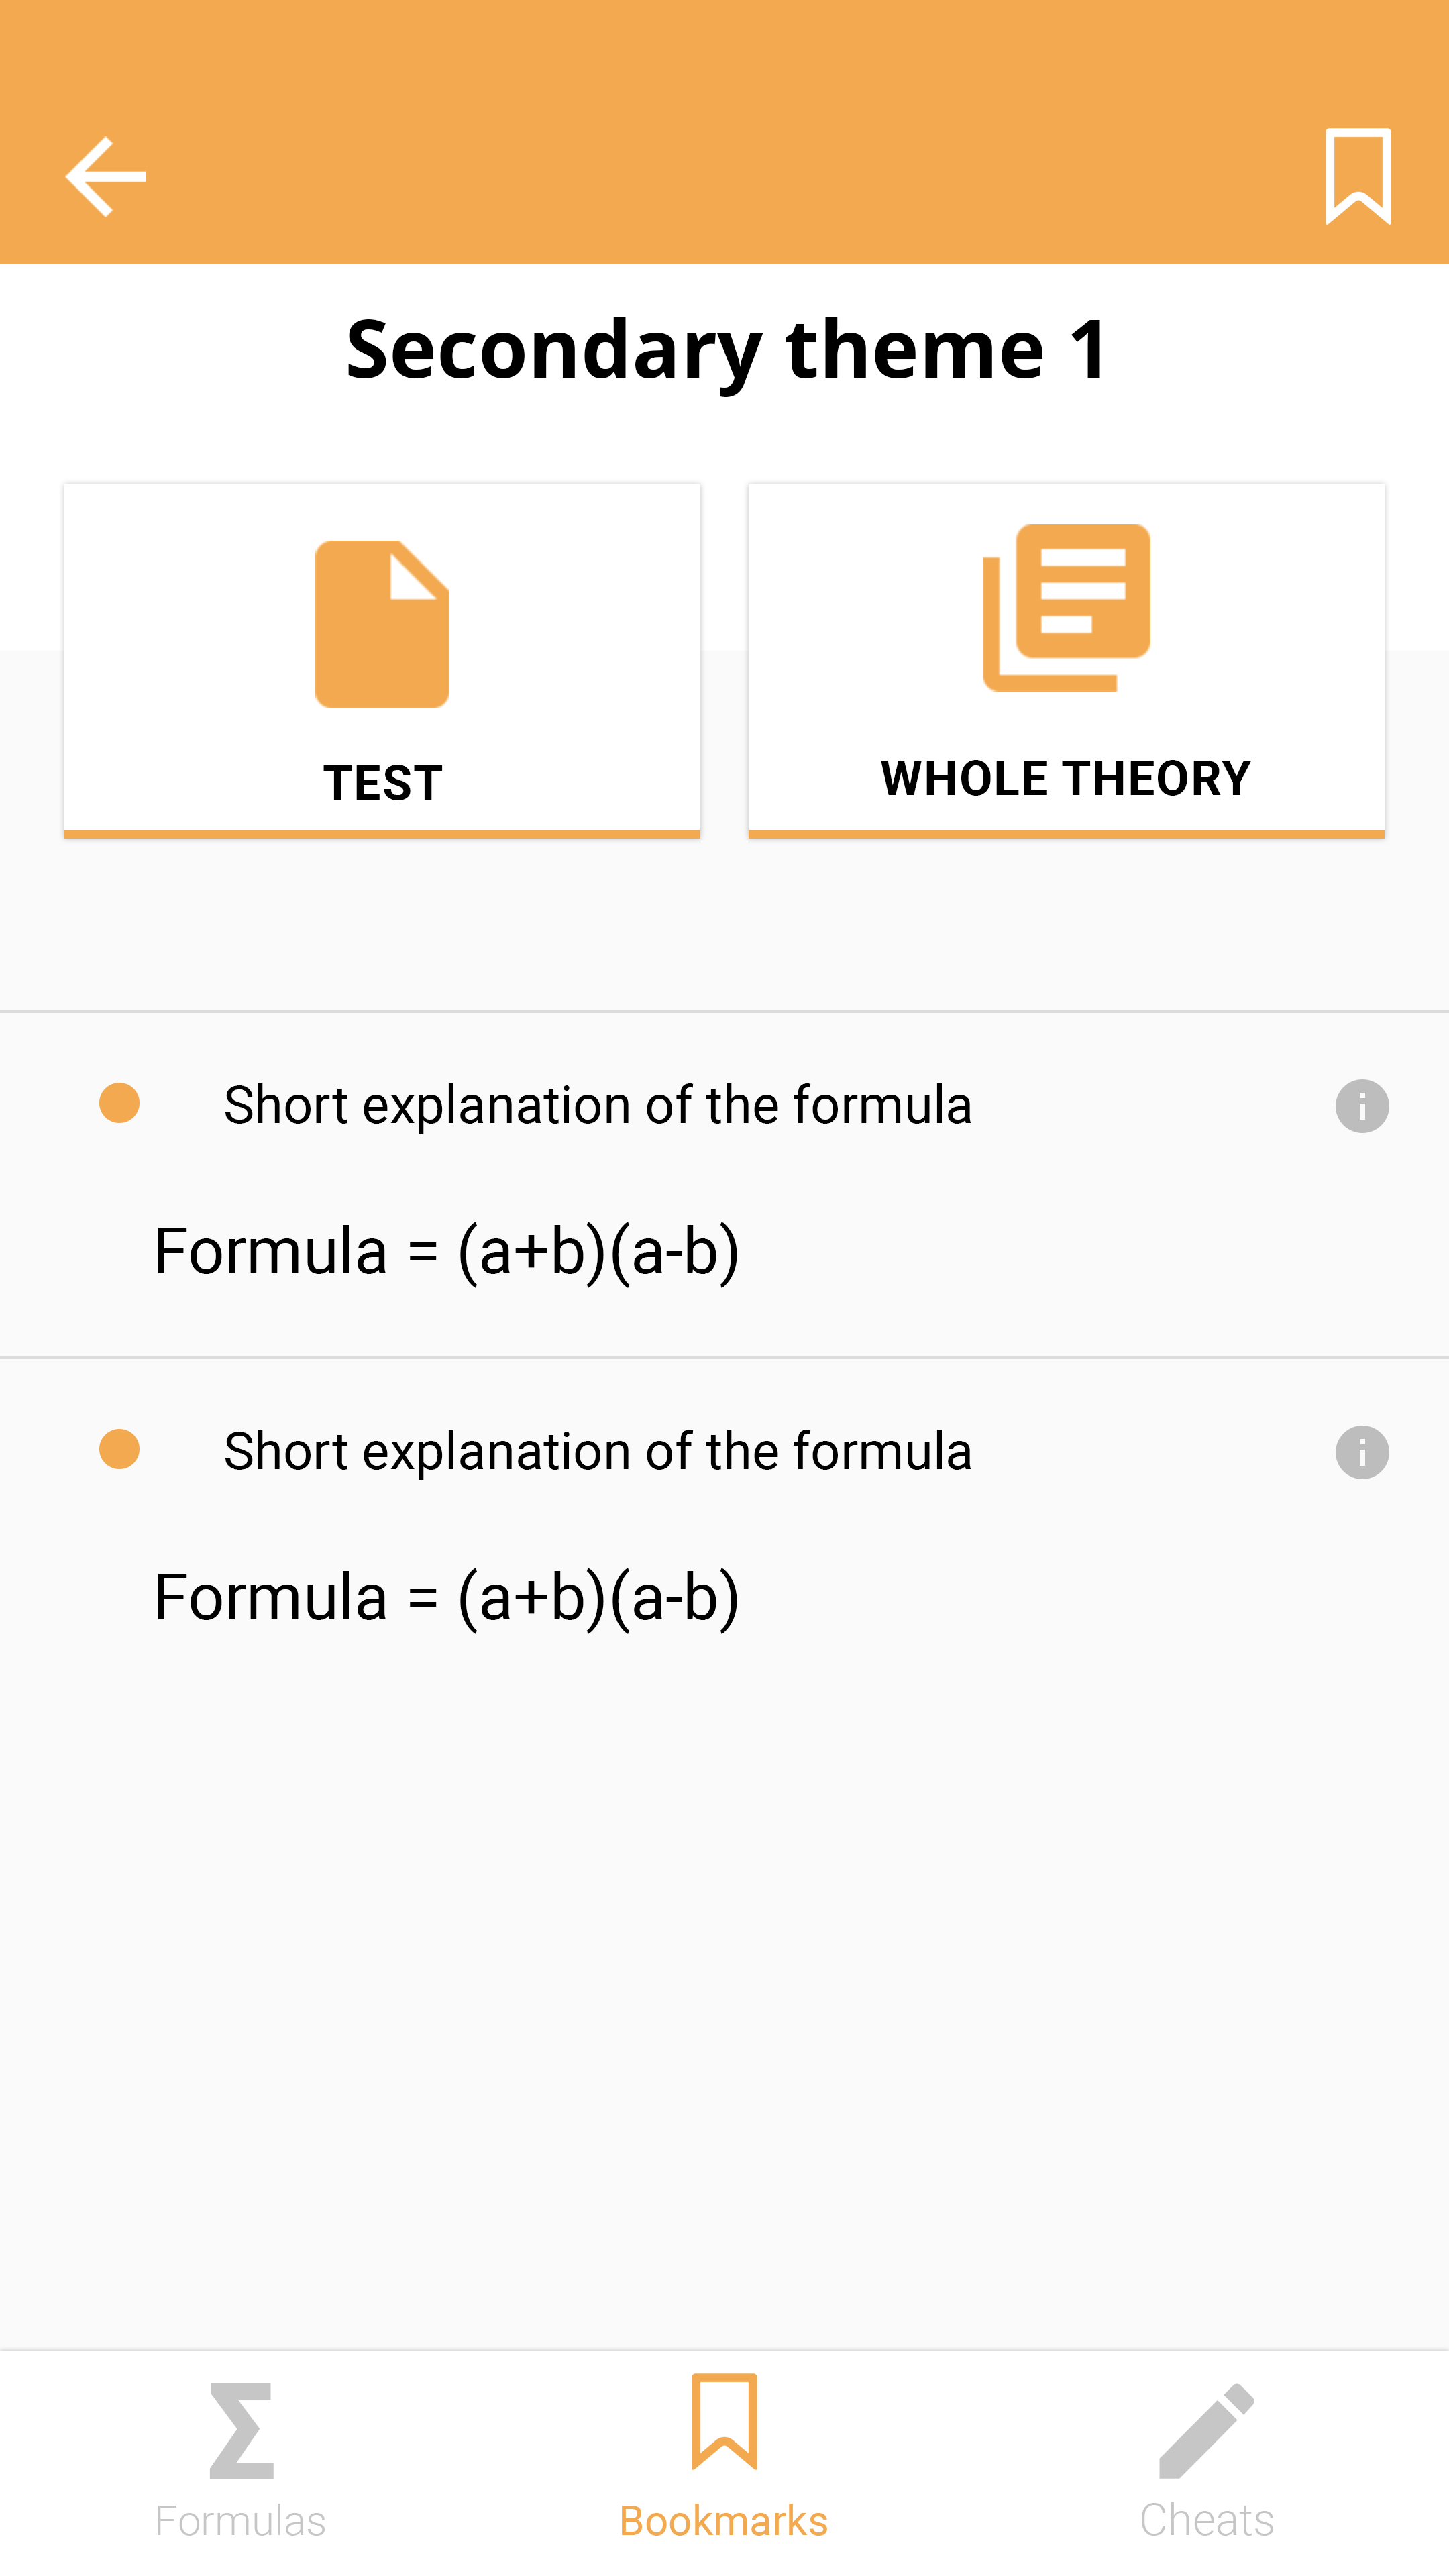 Secondary theme 1
TEST
WHOLE THEORY
Short explanation of the formula
Formula = (a+b)(a-b)
Short explanation of the formula
Formula = (a+b)(a-b)
Formulas
Bookmarks
Cheats